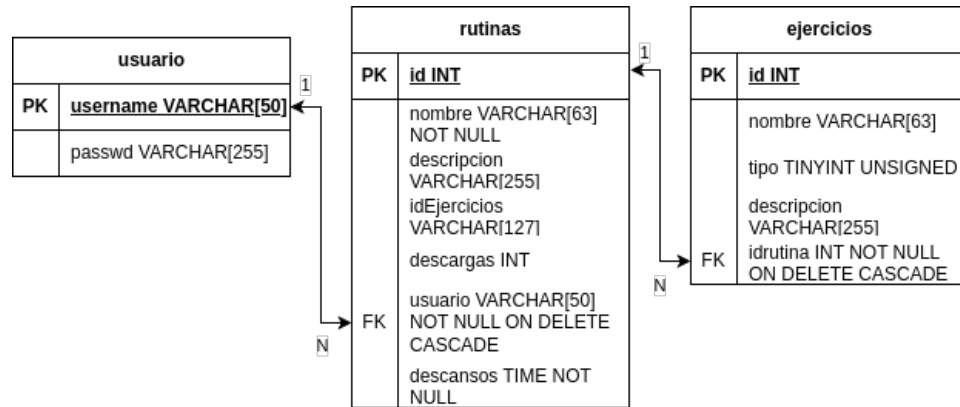 usuario
PK username VARCHAR[50]
passwd VARCHAR[255]
1
N
rutinas
PK id INT
nombre VARCHAR[63]
NOT NULL
descripcion
VARCHAR[255]
idEjercicios
VARCHAR[127]
descargas INT
FK usuario VARCHAR[50]
NOT NULL ON DELETE
CASCADE
descansos TIME NOT
NULL
1
N
ejercicios
PK id INT
nombre VARCHAR[63]
tipo TINYINT UNSIGNED
descripcion
VARCHAR[255]
FK idrutina INT NOT NULL
ON DELETE CASCADE